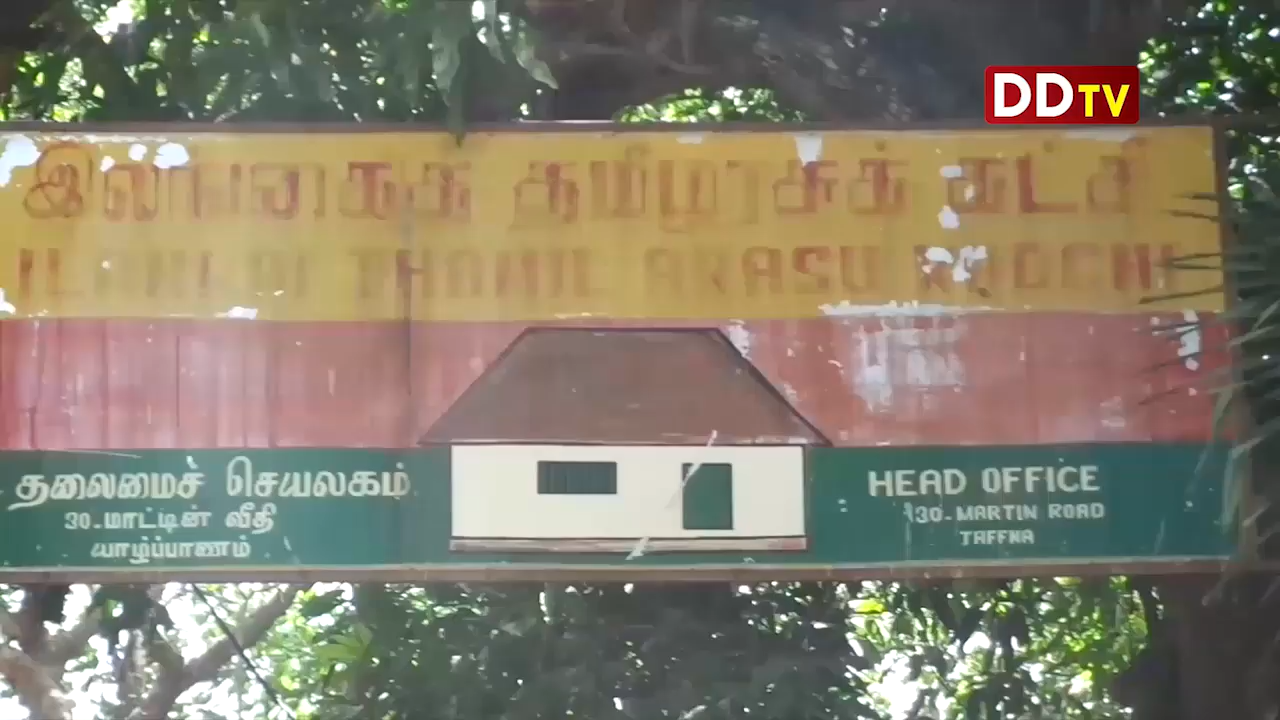 DDTV
இலங்கைத் தமிழரசுக் கட்சி
ILANKAI THAMIL ARASU KADCHI
தலைமைச் செயலகம்
30-மாட்டின் வீதி
யாழ்ப்பாணம்
HEAD OFFICE
30-MARTIN ROAD
JAFFNA